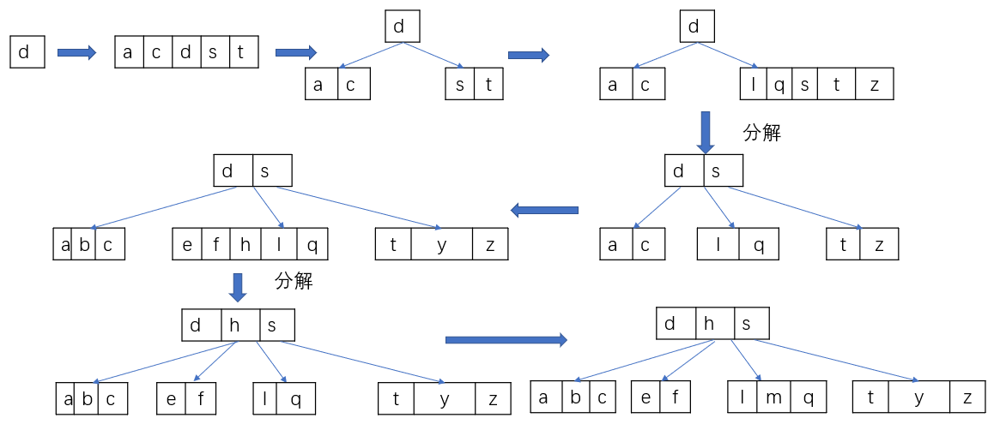 d
a c d s t
d
a c
s t
d
a c
l q s t z
分解
d s
a c
l q
t z
d s
a b c
e f h l q
t y z
分解
d h s
a b c
e f
l q
t y z
d h s
a b c
e f
l m q
t y z